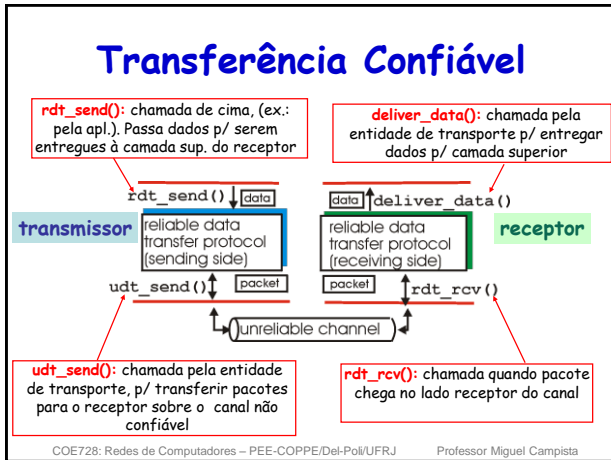 Transferência Confiável
rdt_send(): chamada de cima, (ex.:
pela apl.). Passa dados p/ serem
entregues à camada sup. do receptor
deliver_data(): chamada pela
entidade de transporte p/ entregar
dados p/ camada superior
rdt_send() data
data deliver_data()
transmissor
reliable data
transfer protocol
(sending side)
reliable data
transfer protocol
(receiving side)
receptor
udt_send() packet
packet rdt_rcv()
unreliable channel
udt_send(): chamada pela entidade
de transporte, p/ transferir pacotes
para o receptor sobre o canal não
confiável
rdt_rcv(): chamada quando pacote
chega no lado receptor do canal
COE728: Redes de Computadores – PEE-COPPE/Del-Poli/UFRJ Professor Miguel Campista